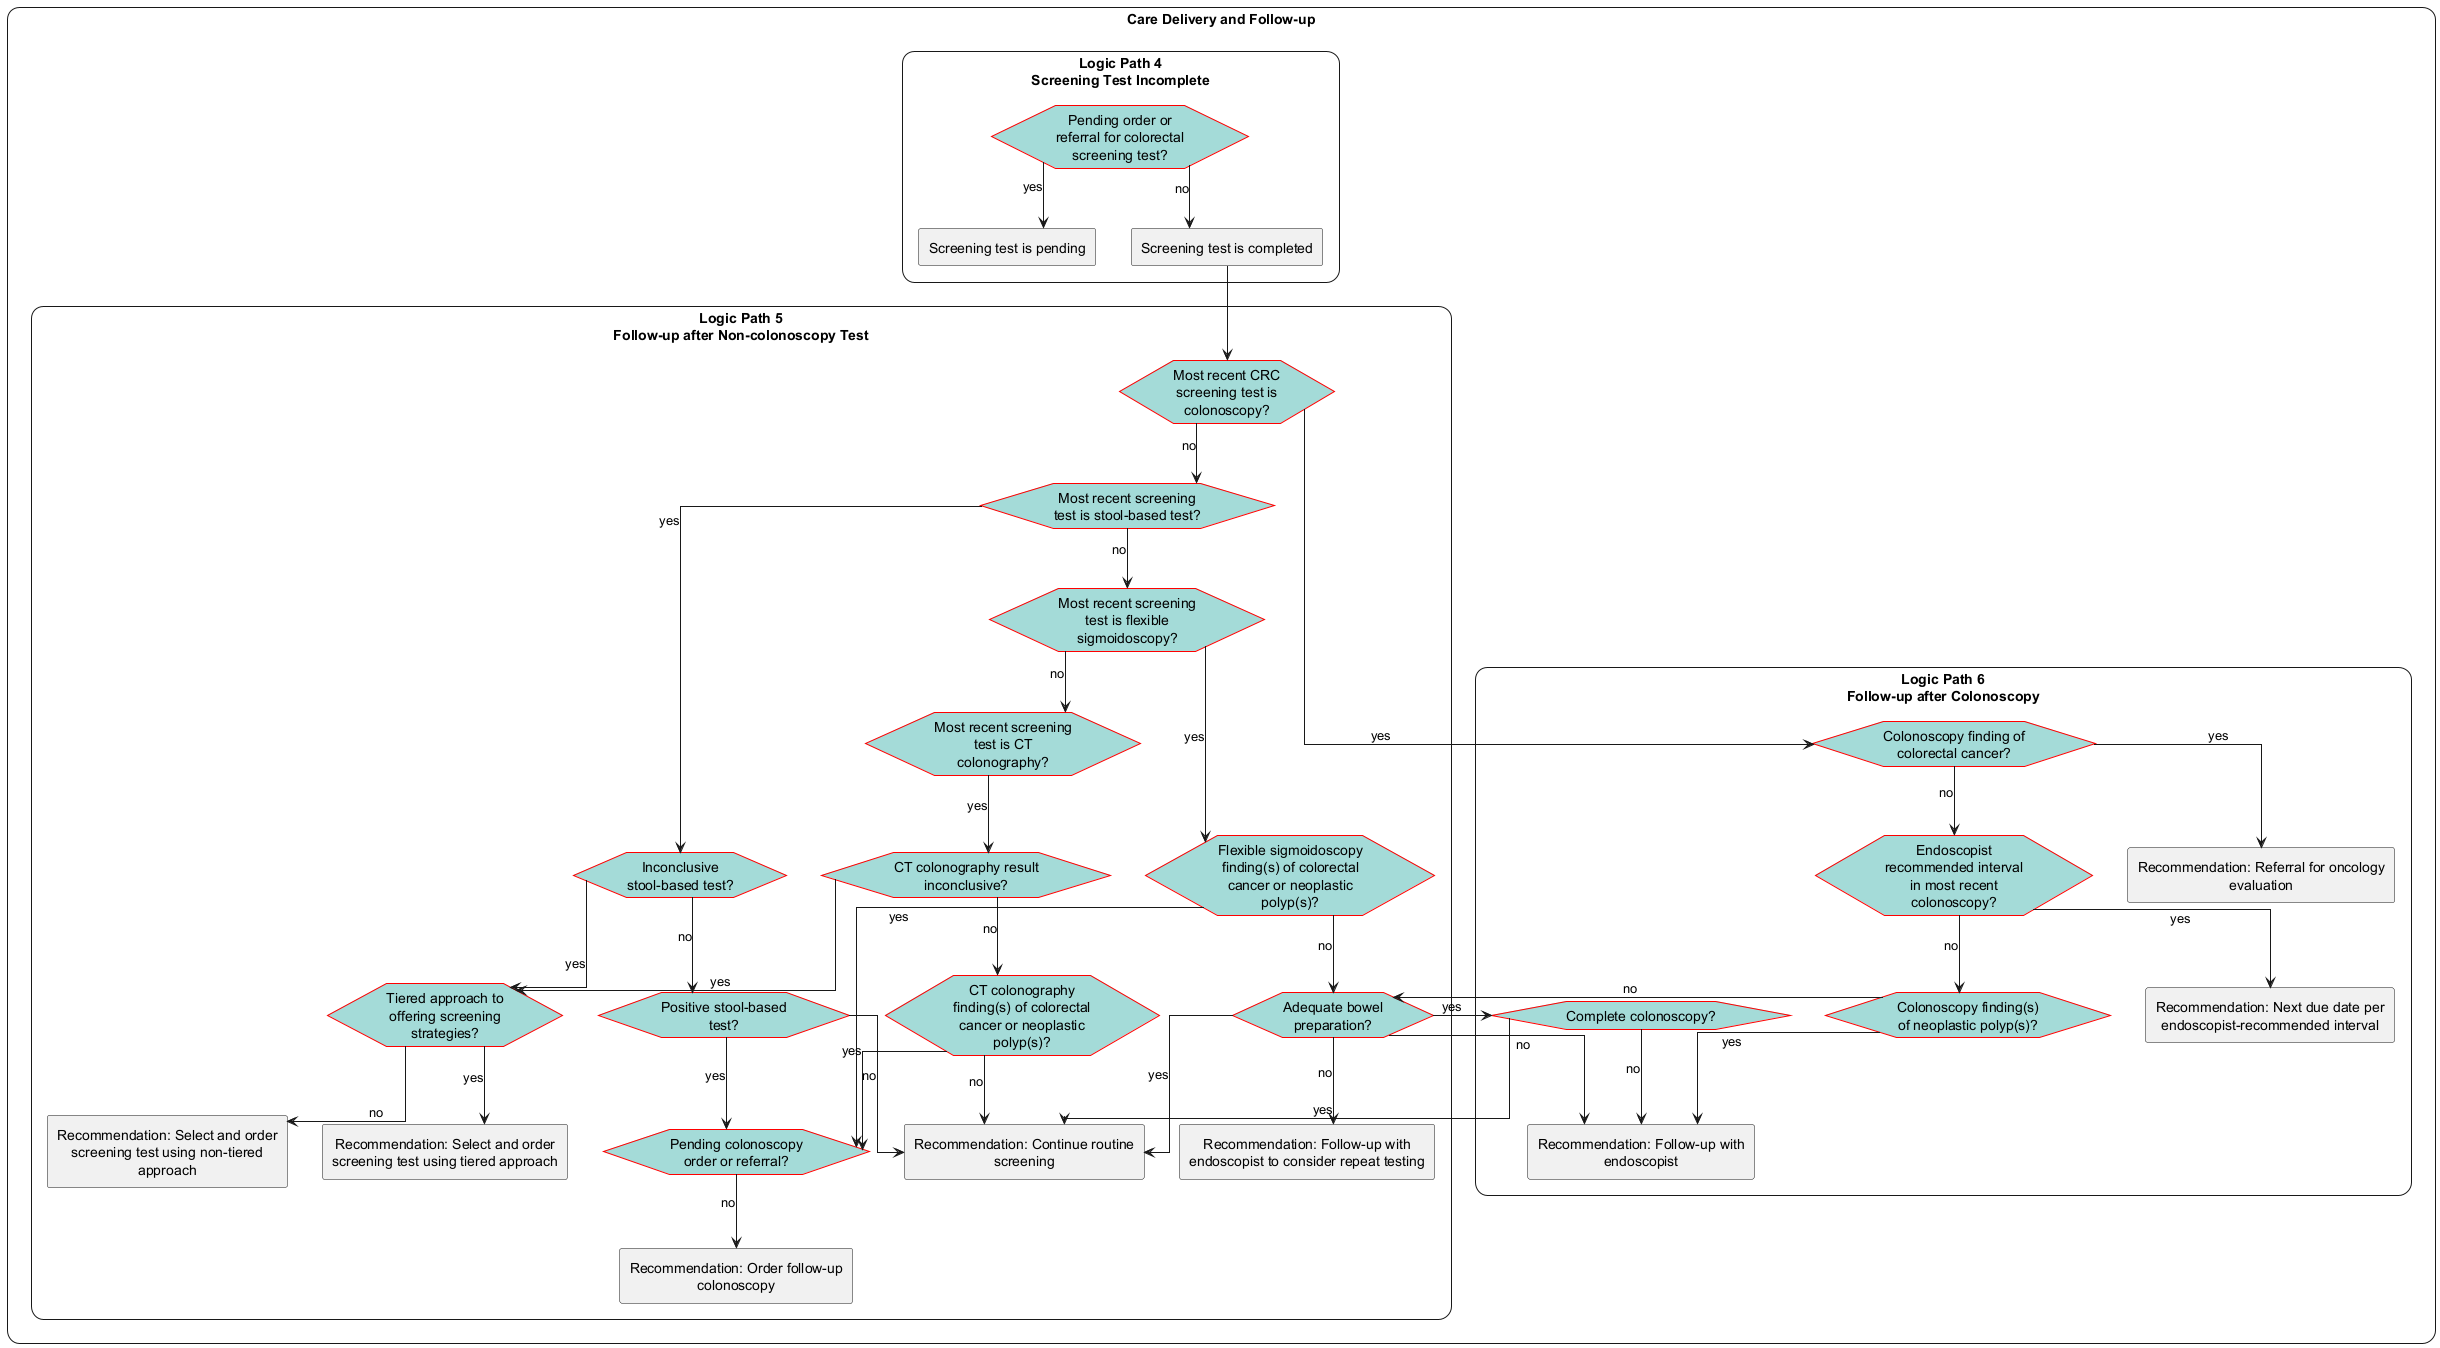 Care Delivery and Follow-up
Logic Path 4
Screening Test Incomplete
Pending order or
referral for colorectal
screening test?
yes
no
Screening test is pending
Screening test is completed
Logic Path 5
Follow-up after Non-colonoscopy Test
Most recent CRC
screening test is
colonoscopy?
no
Most recent screening
test is stool-based test?
yes
no
Most recent screening
test is flexible
sigmoidoscopy?
no
yes
Most recent screening
test is CT
colonography?
yes
Inconclusive
stool-based test?
CT colonography result
inconclusive?
Flexible sigmoidoscopy
finding(s) of colorectal
cancer or neoplastic
polyp(s)?
yes
no
no
no
yes
yes
Tiered approach to
offering screening
strategies?
Positive stool-based
test?
CT colonography
finding(s) of colorectal
cancer or neoplastic
polyp(s)?
Adequate bowel
preparation?
yes
no
yes
yes
yes
no
no
yes
no
yes
Recommendation: Select and order
screening test using non-tiered
approach
Recommendation: Select and order
screening test using tiered approach
Pending colonoscopy
order or referral?
Recommendation: Continue routine
screening
Recommendation: Follow-up with
endoscopist to consider repeat testing
no
Recommendation: Order follow-up
colonoscopy
Logic Path 6
Follow-up after Colonoscopy
yes
Colonoscopy finding of
colorectal cancer?
yes
no
Endoscopist
recommended interval
in most recent
colonoscopy?
Recommendation: Referral for oncology
evaluation
yes
no
no
Complete colonoscopy?
Colonoscopy finding(s)
of neoplastic polyp(s)?
Recommendation: Next due date per
endoscopist-recommended interval
no
yes
no
Recommendation: Follow-up with
endoscopist